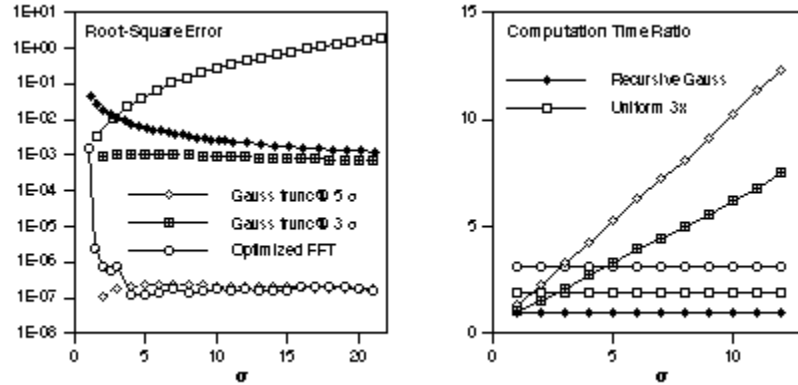 Root-Square Error
1E+01
1E+00
1E-01
1E-02
1E-03
1E-04
1E-05
1E-06
1E-07
1E-08
Gauss trunc@ 5 σ
Gauss trunc@ 3 σ
Optimized FFT
0 5 10 15 20
σ
Computation Time Ratio
15
10
5
0
Recursive Gauss
Uniform 3x
0 5 10
σ